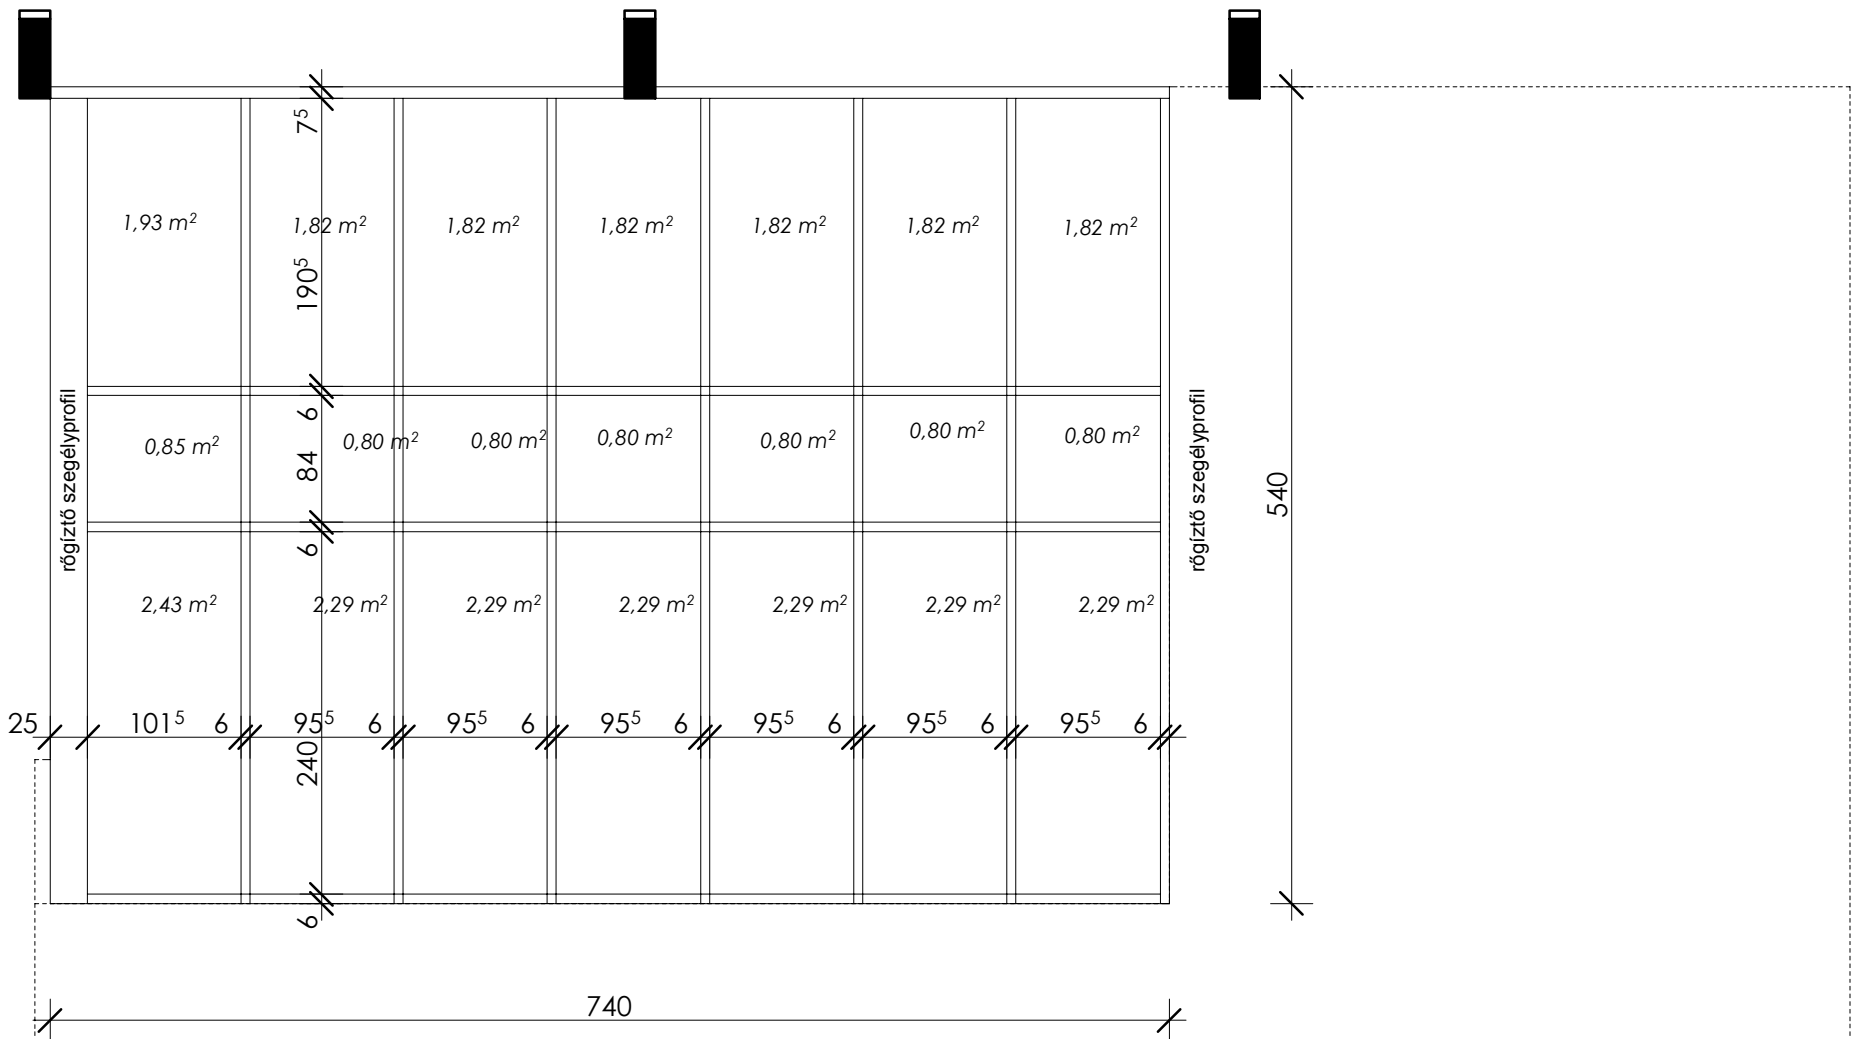 7⁵
1,93 m² 1,82 m² 1,82 m² 1,82 m² 1,82 m² 1,82 m² 1,82 m²
190⁵
6
0,85 m² 0,80 m² 0,80 m² 0,80 m² 0,80 m² 0,80 m² 0,80 m²
84
rőgíztő szegélyprofil
rőgíztő szegélyprofil
540
6
2,43 m² 2,29 m² 2,29 m² 2,29 m² 2,29 m² 2,29 m² 2,29 m²
25 101⁵ 6 95⁵ 6 95⁵ 6 95⁵ 6 95⁵ 6 95⁵ 6 95⁵ 6
240
6
740